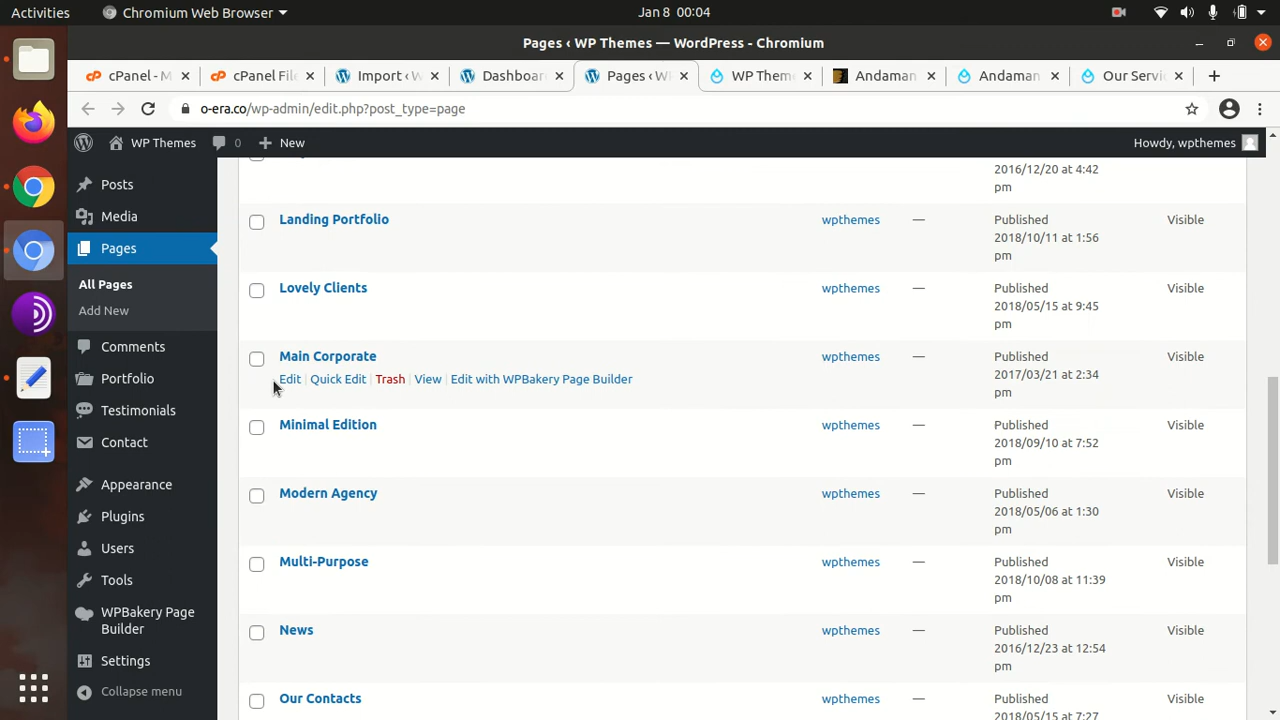 Activities
Chromium Web Browser
Jan 8 00:04
Pages ‹ WP Themes — WordPress - Chromium
cPanel - M
cPanel File
Import ‹ W
Dashboar
Pages ‹ W
WP Them
Andaman
Andaman
Our Servi
o-era.co/wp-admin/edit.php?post_type=page
WP Themes
0
New
Howdy, wpthemes
Posts
Media
Pages
All Pages
Add New
Comments
Portfolio
Testimonials
Contact
Appearance
Plugins
Users
Tools
WPBakery Page
Builder
Settings
Collapse menu
2016/12/20 at 4:42
pm
Landing Portfolio
wpthemes
—
Published
2018/10/11 at 1:56
pm
Visible
Lovely Clients
wpthemes
—
Published
2018/05/15 at 9:45
pm
Visible
Main Corporate
Edit | Quick Edit | Trash | View | Edit with WPBakery Page Builder
wpthemes
—
Published
2017/03/21 at 2:34
pm
Visible
Minimal Edition
wpthemes
—
Published
2018/09/10 at 7:52
pm
Visible
Modern Agency
wpthemes
—
Published
2018/05/06 at 1:30
pm
Visible
Multi-Purpose
wpthemes
—
Published
2018/10/08 at 11:39
pm
Visible
News
wpthemes
—
Published
2016/12/23 at 12:54
pm
Visible
Our Contacts
wpthemes
—
Published
2018/05/15 at 7:27
Visible